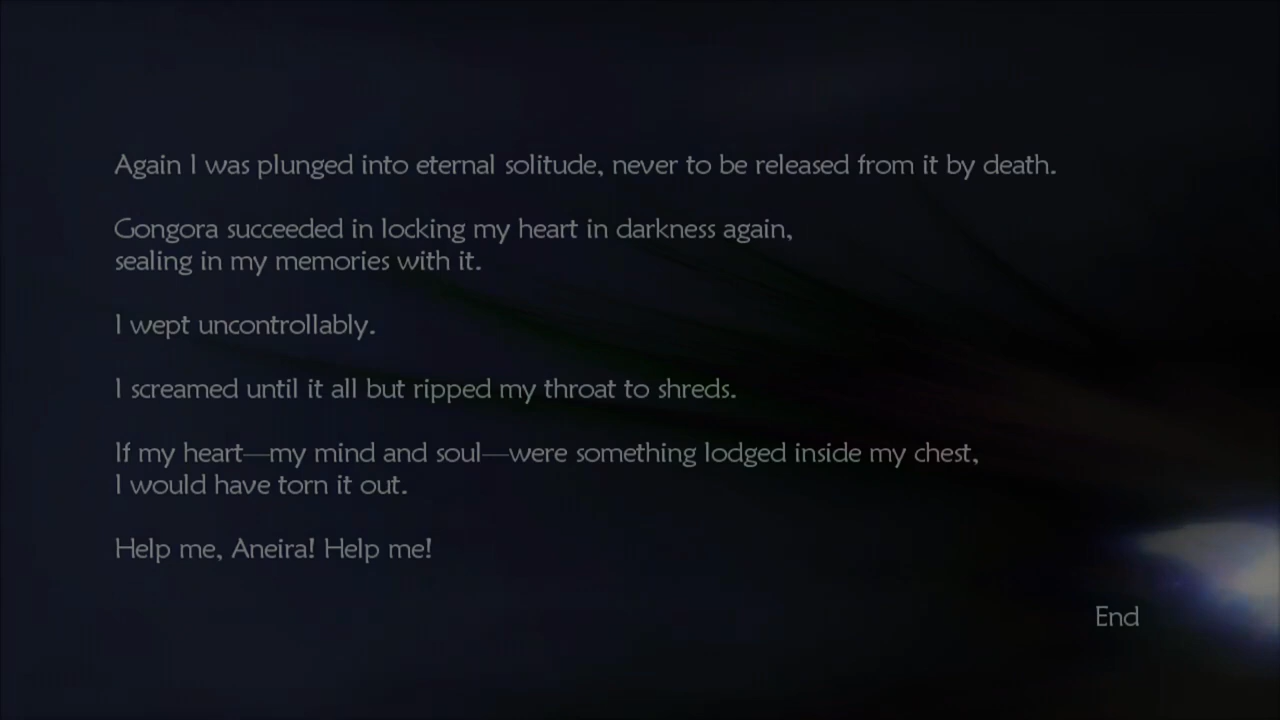 Again I was plunged into eternal solitude, never to be released from it by death.
Gongora succeeded in locking my heart in darkness again,
sealing in my memories with it.
I wept uncontrollably.
I screamed until it all but ripped my throat to shreds.
If my heart—my mind and soul—were something lodged inside my chest,
I would have torn it out.
Help me, Aneira! Help me!
End